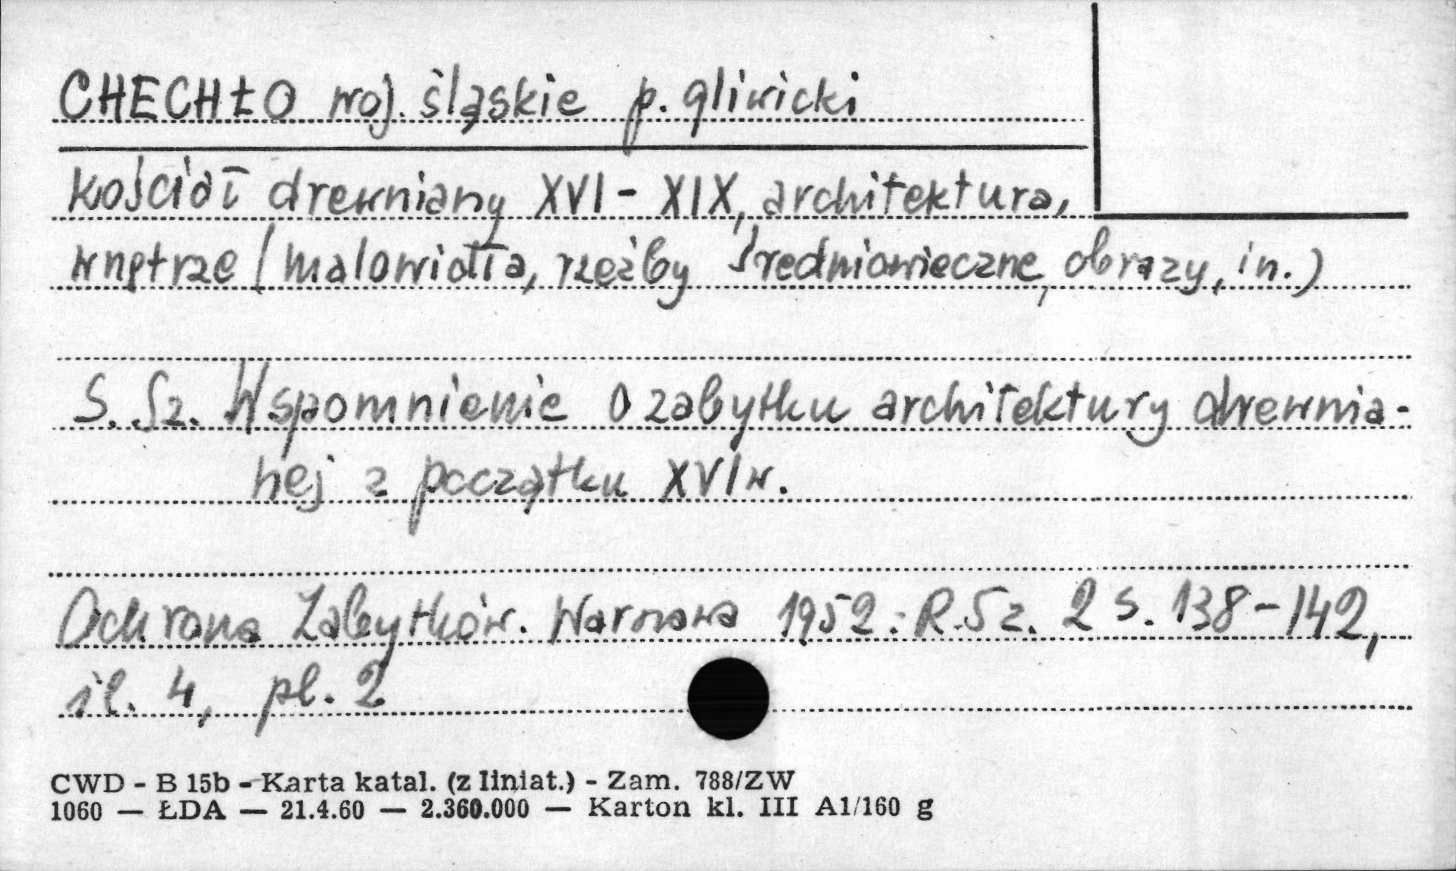 CHECHŁO woj. śląskie p. gliwicki
kościół drewniany XVI - XIX, architektura,
wnętrze (malowidła, rzeźby średniowieczne, obrazy, in.)
S. Sz. Wspomnienie o zabytku architektury drewnia-
nej z początku XVI w.
Ochrona Zabytków. Warszawa 1952: R. 5 z. 2 s. 138-142,
il. 4, pl. 2
CWD - B 15b - Karta katal. (z liniat.) - Zam. 788/ZW
1060 — ŁDA — 21.4.60 — 2.360.000 — Karton kl. III A1/160 g